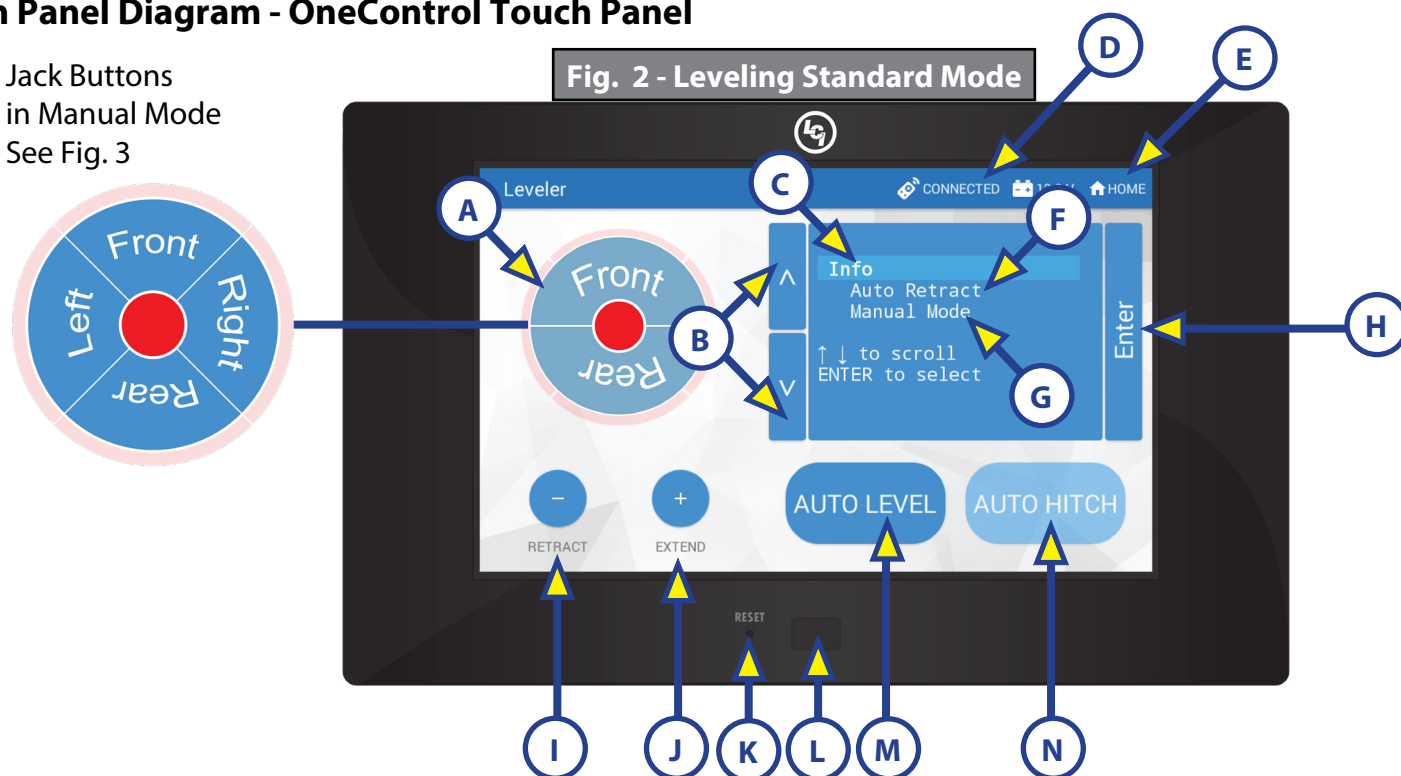 Panel Diagram - OneControl Touch Panel
Jack Buttons
in Manual Mode
See Fig. 3
Front
Left
Right
Rear
Fig. 2 - Leveling Standard Mode
D
E
LCI
Leveler
CONNECTED
V
HOME
A
C
F
Front
Rear
B
^
Info
Auto Retract
Manual Mode
↑ ↓ to scroll
ENTER to select
v
Enter
H
G
−
+
RETRACT
EXTEND
AUTO LEVEL
AUTO HITCH
RESET
I
J
K
L
M
N